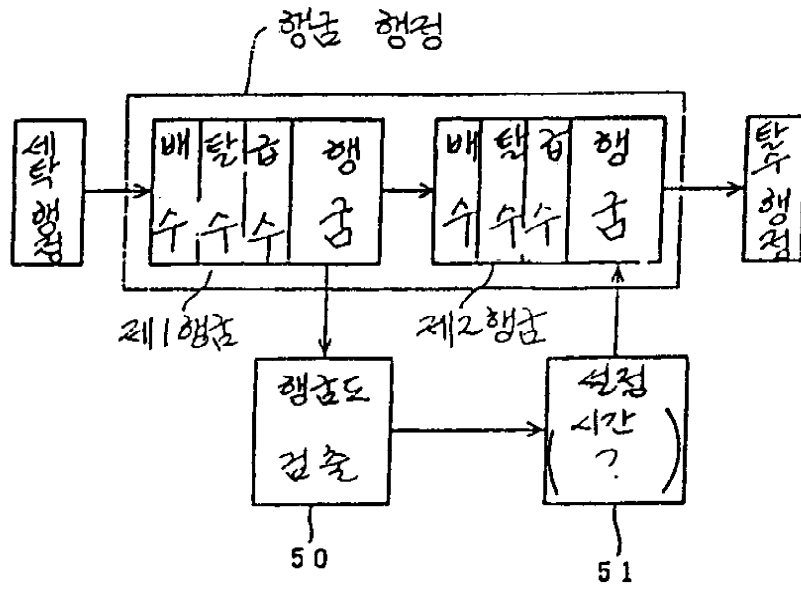 행굼 행정
세탁행정
배수
탈수
급수
행굼
배수
탈수
급수
행굼
탈수행정
제1행굼
제2행굼
행굼도
검출
설정
시간
(?)
50
51